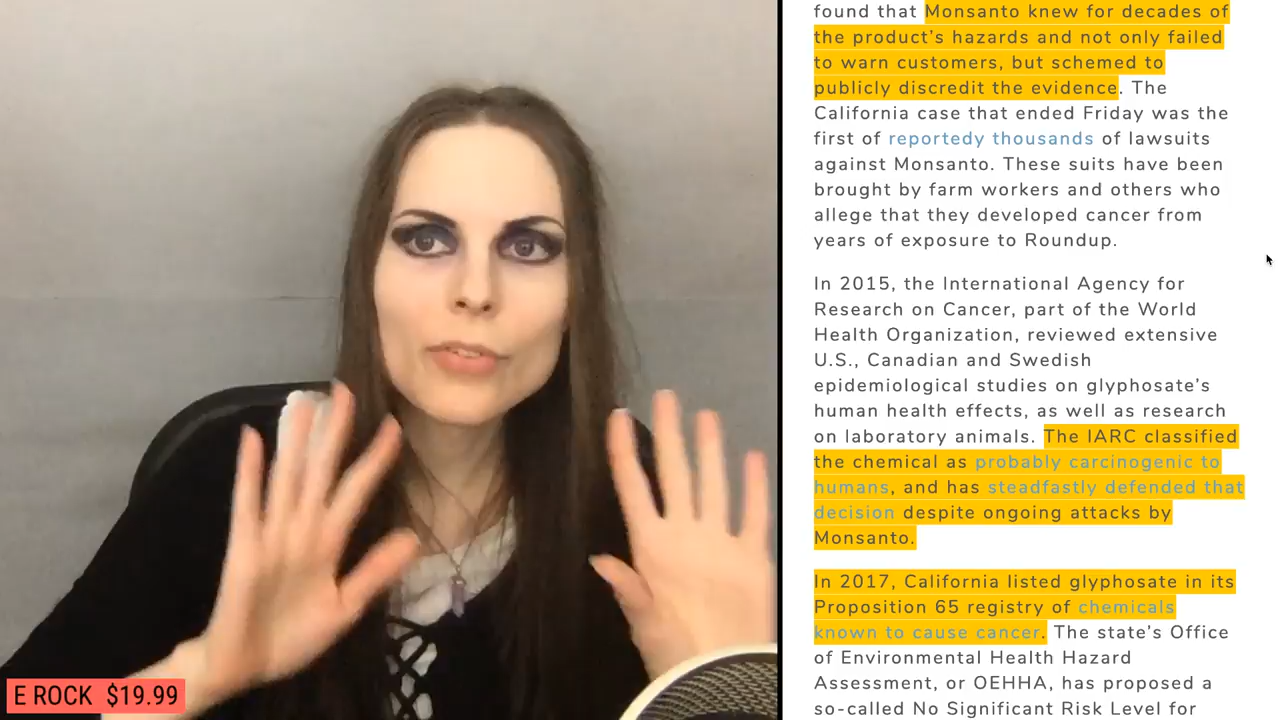 found that Monsanto knew for decades of
the product's hazards and not only failed
to warn customers, but schemed to
publicly discredit the evidence. The
California case that ended Friday was the
first of reportedy thousands of lawsuits
against Monsanto. These suits have been
brought by farm workers and others who
allege that they developed cancer from
years of exposure to Roundup.
In 2015, the International Agency for
Research on Cancer, part of the World
Health Organization, reviewed extensive
U.S., Canadian and Swedish
epidemiological studies on glyphosate's
human health effects, as well as research
on laboratory animals. The IARC classified
the chemical as probably carcinogenic to
humans, and has steadfastly defended that
decision despite ongoing attacks by
Monsanto.
In 2017, California listed glyphosate in its
Proposition 65 registry of chemicals
known to cause cancer. The state's Office
of Environmental Health Hazard
Assessment, or OEHHA, has proposed a
so-called No Significant Risk Level for
E ROCK $19.99